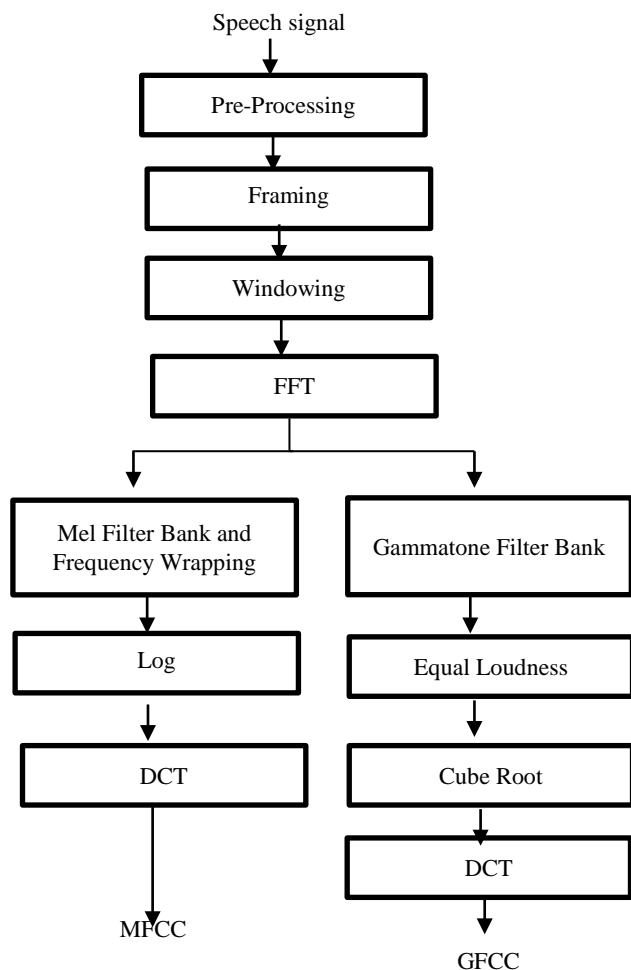 Speech signal
Pre-Processing
Framing
Windowing
FFT
Mel Filter Bank and
Frequency Wrapping
Log
DCT
MFCC
Gammatone Filter Bank
Equal Loudness
Cube Root
DCT
GFCC